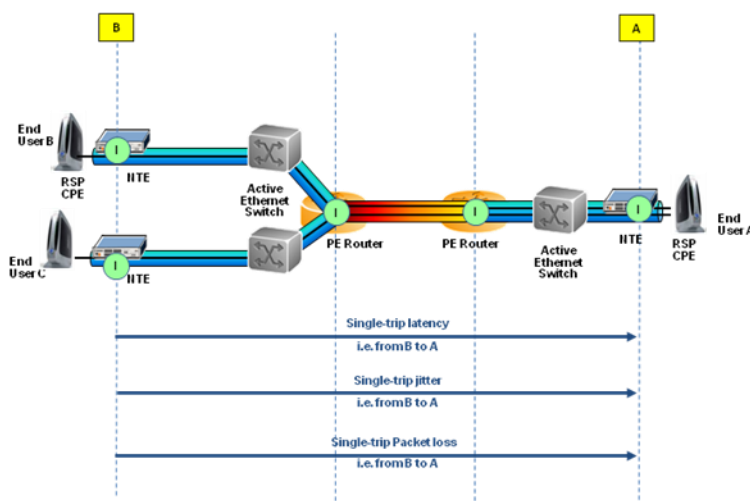 B
A
End
User B
I
NTE
RSP
CPE
Active
Ethernet
Switch
I
PE Router
I
PE Router
Active
Ethernet
Switch
I
NTE
RSP
CPE
End
User A
End
User C
I
NTE
Single-trip latency
i.e. from B to A
Single-trip jitter
i.e. from B to A
Single-trip Packet loss
i.e. from B to A